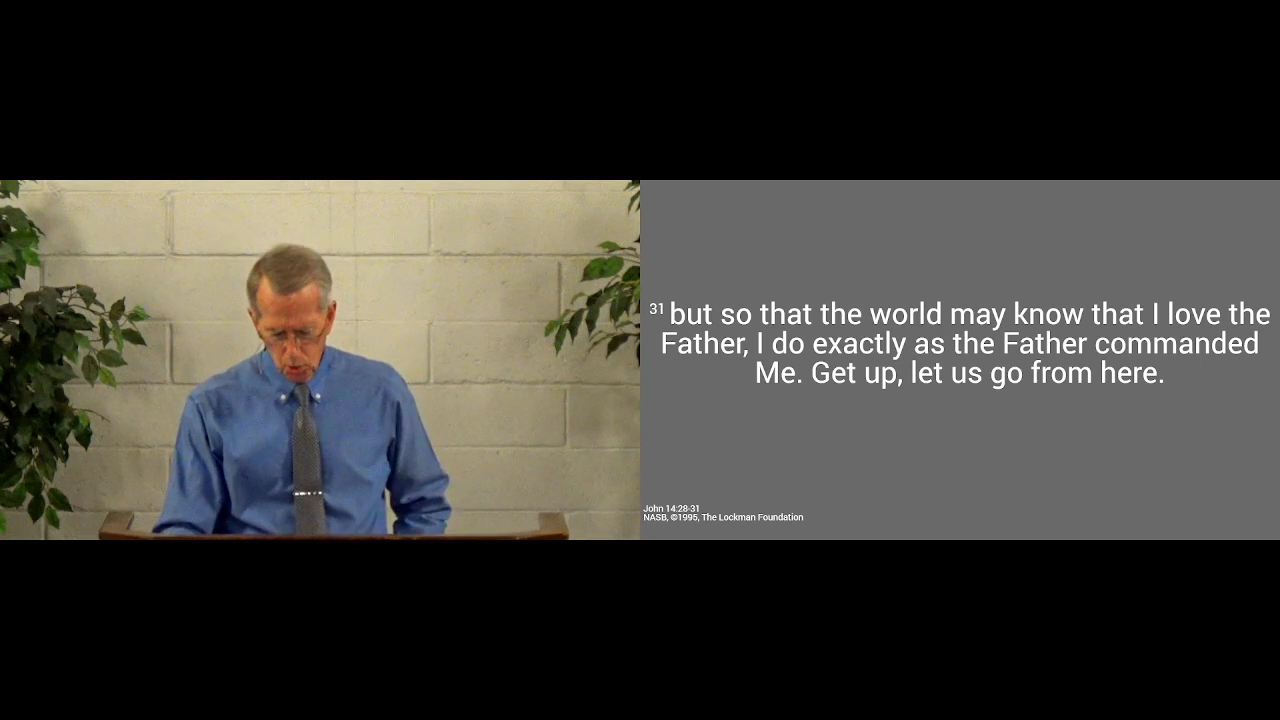 31 but so that the world may know that I love the
Father, I do exactly as the Father commanded
Me. Get up, let us go from here.
John 14:28-31
NASB, ©1995, The Lockman Foundation